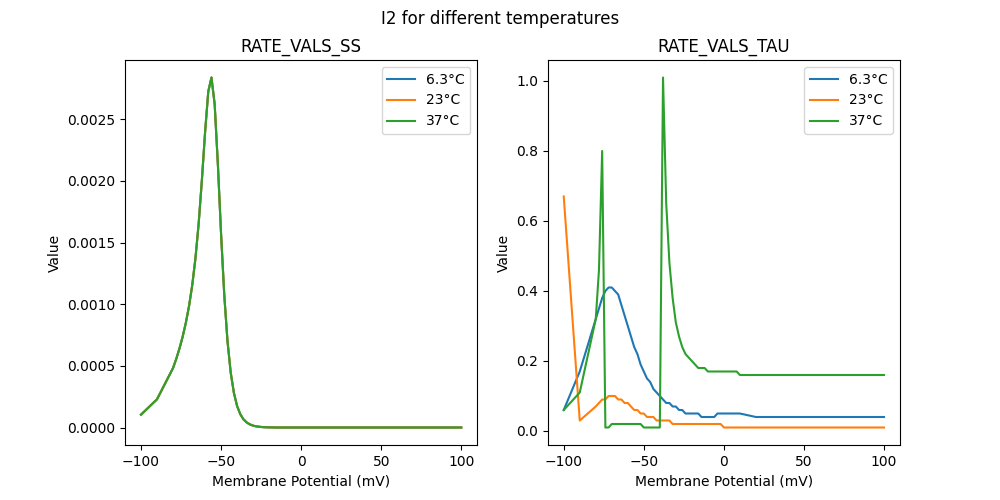 I2 for different temperatures
RATE_VALS_SS
6.3°C
23°C
37°C
0.0025
0.0020
0.0015
0.0010
0.0005
0.0000
Value
−100
−50
0
50
100
Membrane Potential (mV)
RATE_VALS_TAU
6.3°C
23°C
37°C
1.0
0.8
0.6
0.4
0.2
0.0
Value
−100
−50
0
50
100
Membrane Potential (mV)